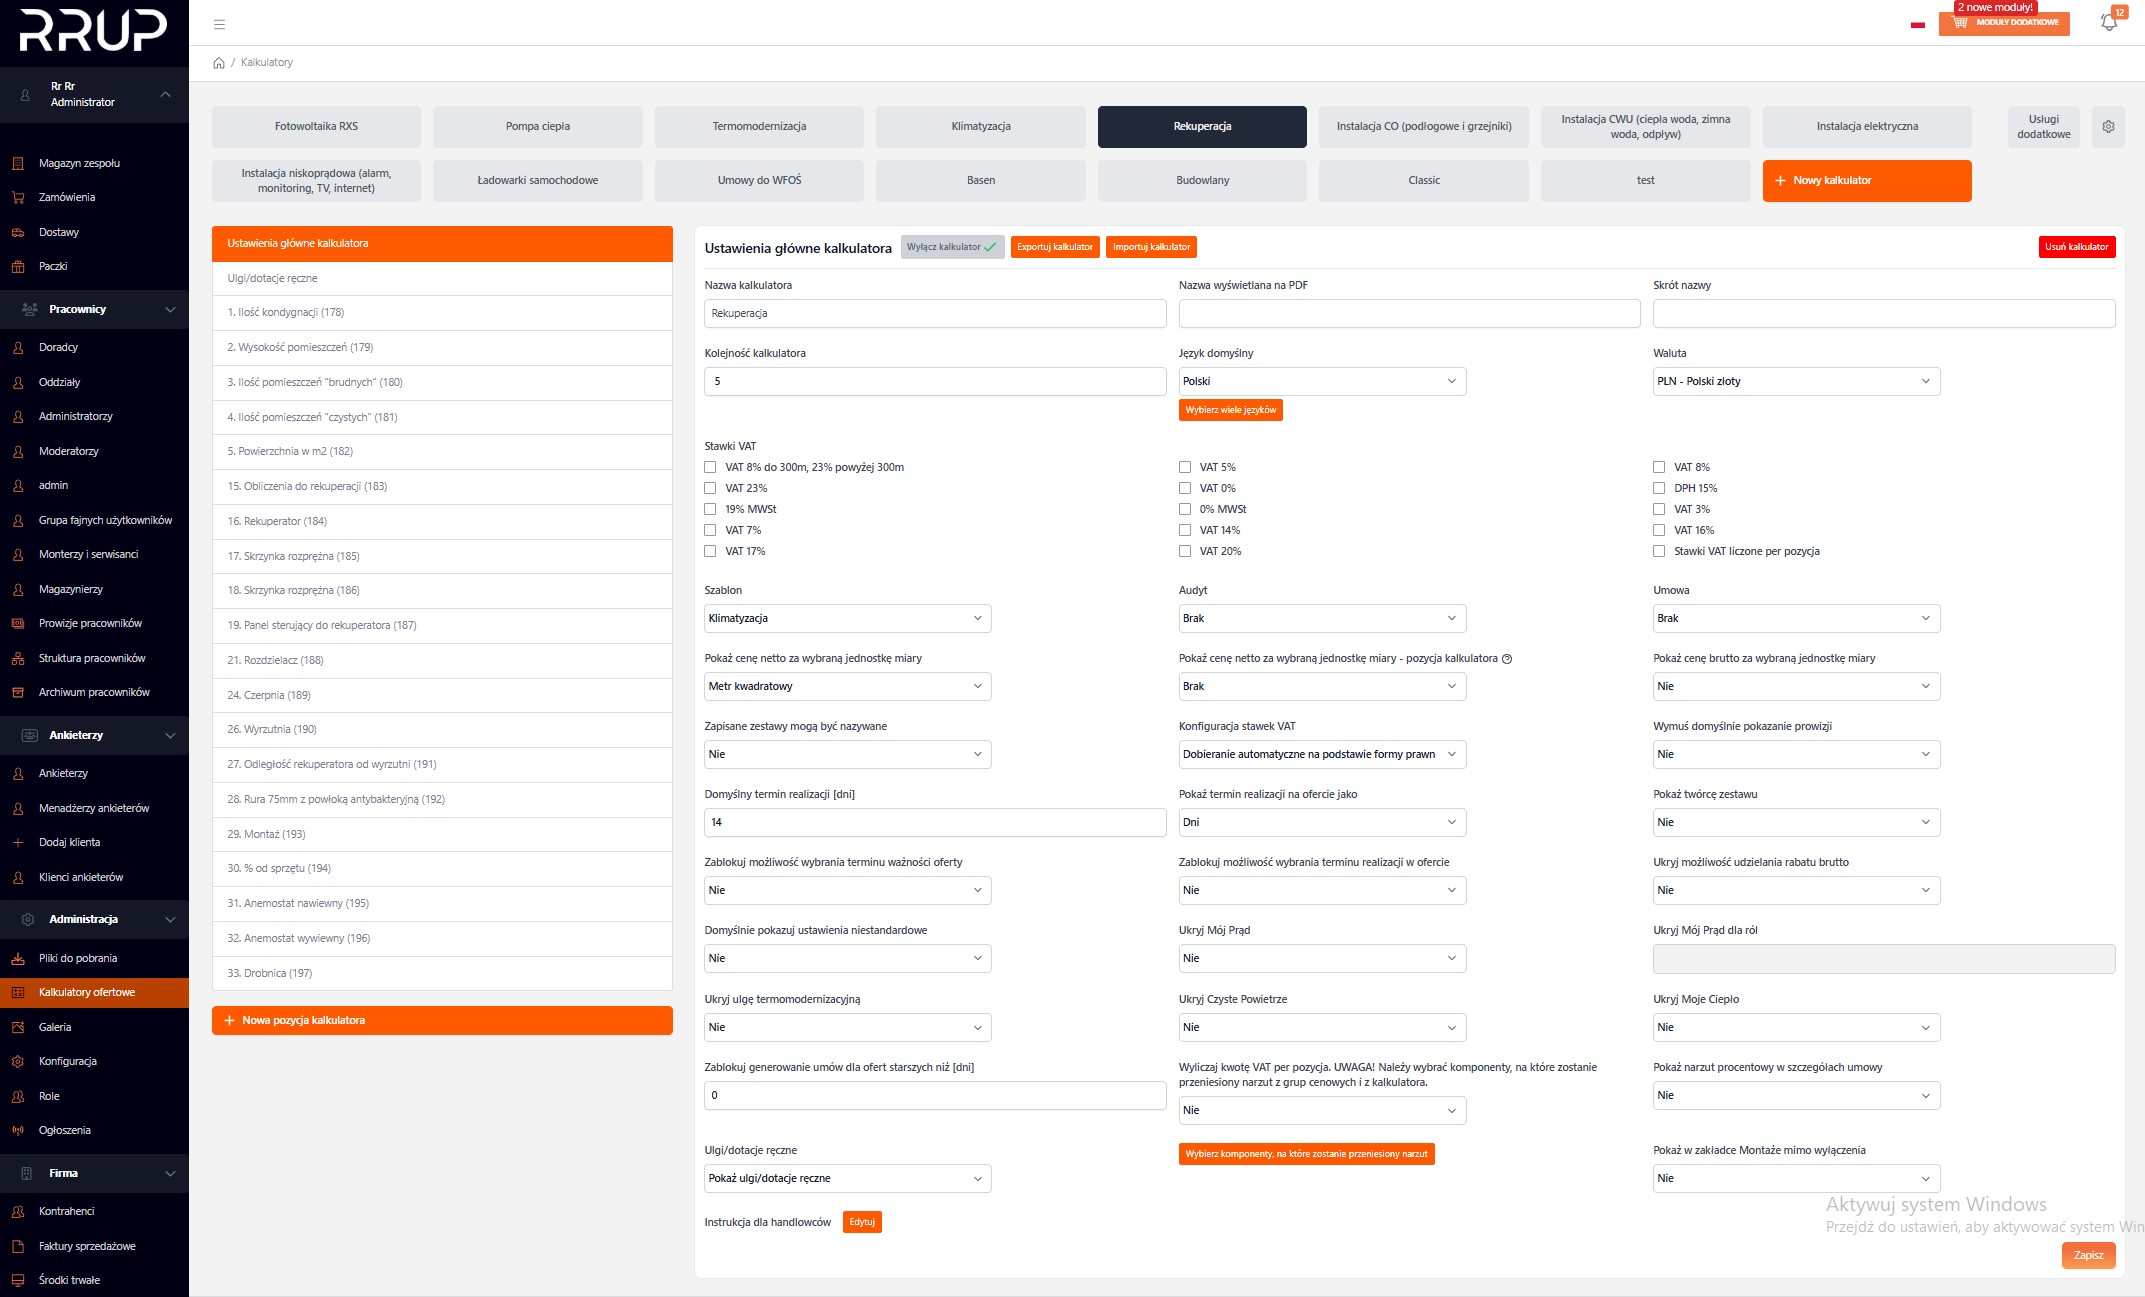 RRUP
Rr Rr
Administrator
Magazyn zespołu
Zamówienia
Dostawy
Paczki
Pracownicy
Doradcy
Oddziały
Administratorzy
Moderatorzy
admin
Grupa fajnych użytkowników
Monterzy i serwisanci
Magazynierzy
Prowizje pracowników
Struktura pracowników
Archiwum pracowników
Ankieterzy
Ankieterzy
Menadżerzy ankieterów
Dodaj klienta
Klienci ankieterów
Administracja
Pliki do pobrania
Kalkulatory ofertowe
Galeria
Konfiguracja
Role
Ogłoszenia
Firma
Kontrahenci
Faktury sprzedażowe
Środki trwałe
2 nowe moduły!
MODUŁY DODATKOWE
12
/ Kalkulatory
Fotowoltaika RXS
Pompa ciepła
Termomodernizacja
Klimatyzacja
Rekuperacja
Instalacja CO (podłogowe i grzejniki)
Instalacja CWU (ciepła woda, zimna
woda, odpływ)
Instalacja elektryczna
Usługi
dodatkowe
Instalacja niskoprądowa (alarm,
monitoring, TV, internet)
Ładowarki samochodowe
Umowy do WFOŚ
Basen
Budowlany
Classic
test
+ Nowy kalkulator
Ustawienia główne kalkulatora
Ulgi/dotacje ręczne
1. Ilość kondygnacji (178)
2. Wysokość pomieszczeń (179)
3. Ilość pomieszczeń "brudnych" (180)
4. Ilość pomieszczeń "czystych" (181)
5. Powierzchnia w m2 (182)
15. Obliczenia do rekuperacji (183)
16. Rekuperator (184)
17. Skrzynka rozprężna (185)
18. Skrzynka rozprężna (186)
19. Panel sterujący do rekuperatora (187)
21. Rozdzielacz (188)
24. Czerpnia (189)
26. Wyrzutnia (190)
27. Odległość rekuperatora od wyrzutni (191)
28. Rura 75mm z powłoką antybakteryjną (192)
29. Montaż (193)
30. % od sprzętu (194)
31. Anemostat nawiewny (195)
32. Anemostat wywiewny (196)
33. Drobnica (197)
+ Nowa pozycja kalkulatora
Ustawienia główne kalkulatora
Wyłącz kalkulator
Exportuj kalkulator
Importuj kalkulator
Usuń kalkulator
Nazwa kalkulatora
Nazwa wyświetlana na PDF
Skrót nazwy
Rekuperacja
Kolejność kalkulatora
Język domyślny
Waluta
5
Polski
PLN - Polski złoty
Wybierz wiele języków
Stawki VAT
VAT 8% do 300m, 23% powyżej 300m
VAT 5%
VAT 8%
VAT 23%
VAT 0%
DPH 15%
19% MWSt
0% MWSt
VAT 3%
VAT 7%
VAT 14%
VAT 16%
VAT 17%
VAT 20%
Stawki VAT liczone per pozycja
Szablon
Audyt
Umowa
Klimatyzacja
Brak
Brak
Pokaż cenę netto za wybraną jednostkę miary
Pokaż cenę netto za wybraną jednostkę miary - pozycja kalkulatora
Pokaż cenę brutto za wybraną jednostkę miary
Metr kwadratowy
Brak
Nie
Zapisane zestawy mogą być nazywane
Konfiguracja stawek VAT
Wymuś domyślnie pokazanie prowizji
Nie
Dobieranie automatyczne na podstawie formy prawn
Nie
Domyślny termin realizacji [dni]
Pokaż termin realizacji na ofercie jako
Pokaż twórcę zestawu
14
Dni
Nie
Zablokuj możliwość wybrania terminu ważności oferty
Zablokuj możliwość wybrania terminu realizacji w ofercie
Ukryj możliwość udzielania rabatu brutto
Nie
Nie
Nie
Domyślnie pokazuj ustawienia niestandardowe
Ukryj Mój Prąd
Ukryj Mój Prąd dla ról
Nie
Nie
Ukryj ulgę termomodernizacyjną
Ukryj Czyste Powietrze
Ukryj Moje Ciepło
Nie
Nie
Nie
Zablokuj generowanie umów dla ofert starszych niż [dni]
Wyliczaj kwotę VAT per pozycja. UWAGA! Należy wybrać komponenty, na które zostanie
przeniesiony narzut z grup cenowych i z kalkulatora.
Pokaż narzut procentowy w szczegółach umowy
0
Nie
Nie
Ulgi/dotacje ręczne
Wybierz komponenty, na które zostanie przeniesiony narzut
Pokaż w zakładce Montaże mimo wyłączenia
Pokaż ulgi/dotacje ręczne
Nie
Instrukcja dla handlowców
Edytuj
Aktywuj system Windows
Przejdź do ustawień, aby aktywować system Win
Zapisz